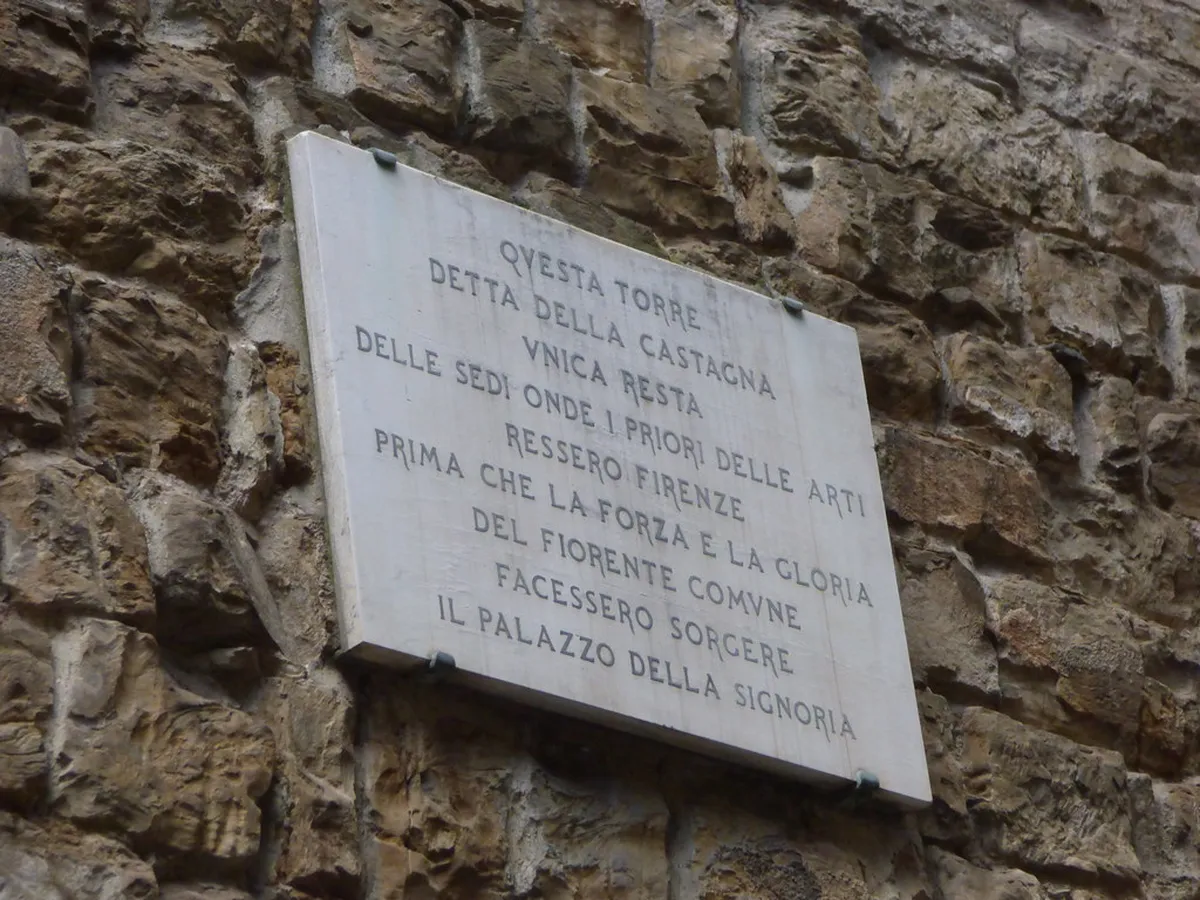 QVESTA TORRE
DETTA DELLA CASTAGNA
VNICA RESTA
DELLE SEDI ONDE I PRIORI DELLE ARTI
RESSERO FIRENZE
PRIMA CHE LA FORZA E LA GLORIA
DEL FIORENTE COMVNE
FACESSERO SORGERE
IL PALAZZO DELLA SIGNORIA